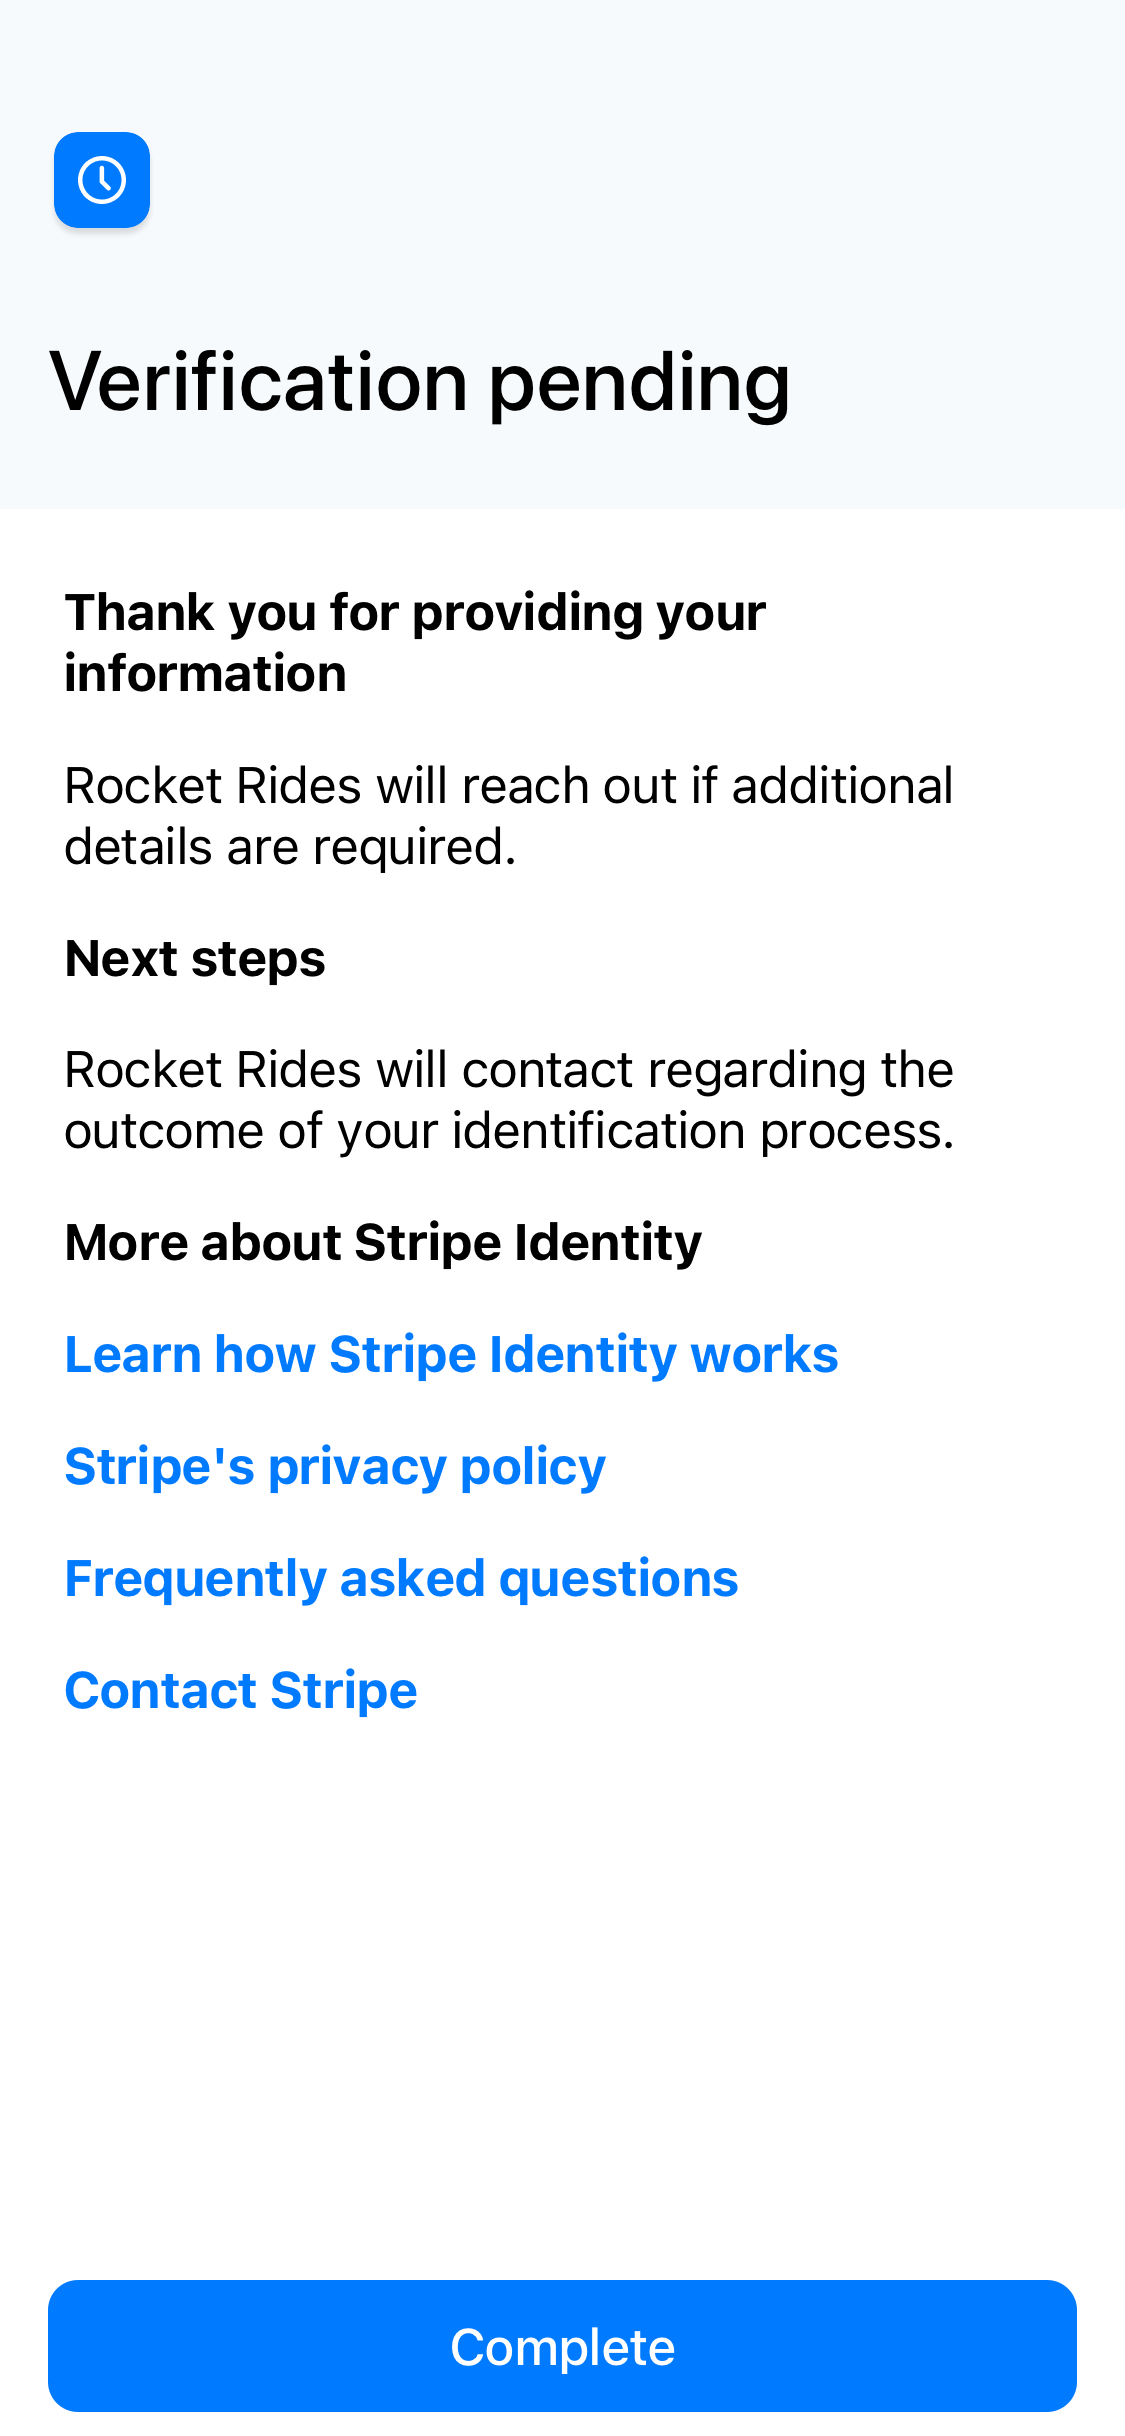 Verification pending
Thank you for providing your
information
Rocket Rides will reach out if additional
details are required.
Next steps
Rocket Rides will contact regarding the
outcome of your identification process.
More about Stripe Identity
Learn how Stripe Identity works
Stripe's privacy policy
Frequently asked questions
Contact Stripe
Complete